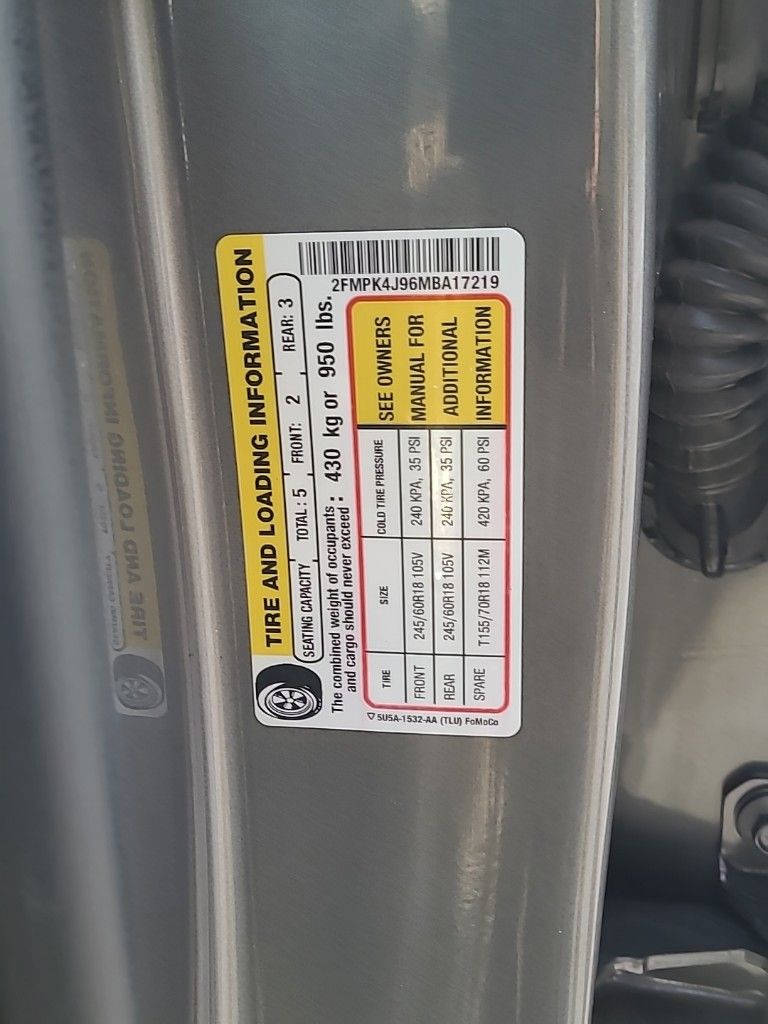 TIRE AND LOADING INFORMATION
SEATING CAPACITY TOTAL : 5 FRONT: 2 REAR: 3
The combined weight of occupants : 430 kg or 950 lbs.
and cargo should never exceed
2FMPK4J96MBA17219
TIRE SIZE COLD TIRE PRESSURE SEE OWNERS
FRONT 245/60R18 105V 240 KPA, 35 PSI MANUAL FOR
REAR 245/60R18 105V 240 KPA, 35 PSI ADDITIONAL
SPARE T155/70R18 112M 420 KPA, 60 PSI INFORMATION
5U5A-1532-AA (TLU) FoMoCo